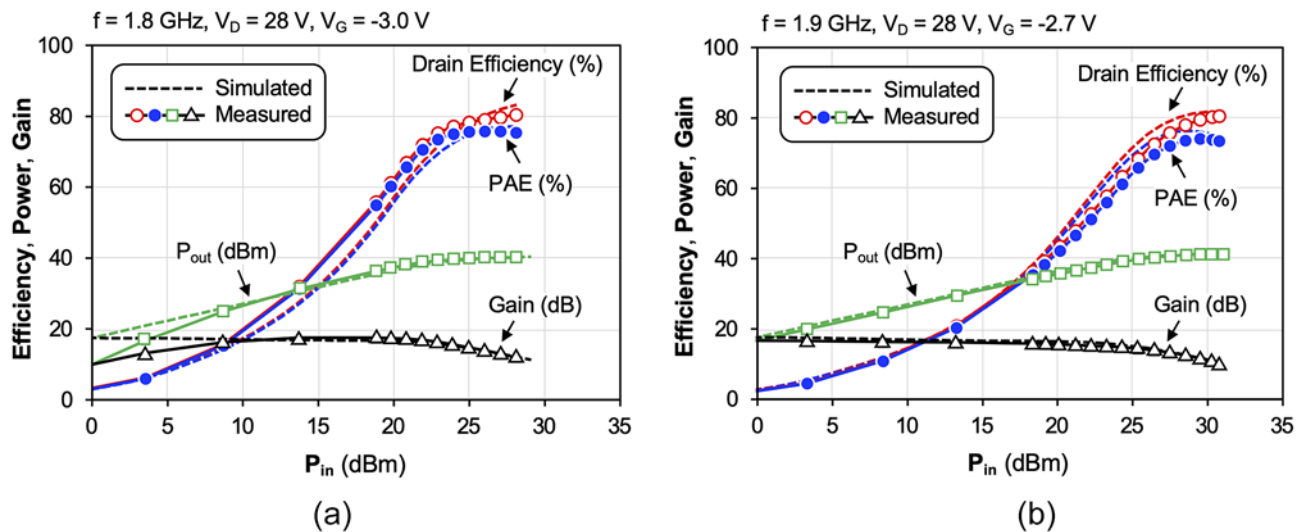 f = 1.8 GHz, V_D = 28 V, V_G = -3.0 V
Efficiency, Power, Gain
100
80
60
40
20
0
Simulated
Measured
Drain Efficiency (%)
PAE (%)
P_out (dBm)
Gain (dB)
0 5 10 15 20 25 30 35
P_in (dBm)
(a)
f = 1.9 GHz, V_D = 28 V, V_G = -2.7 V
Efficiency, Power, Gain
100
80
60
40
20
0
Simulated
Measured
Drain Efficiency (%)
PAE (%)
P_out (dBm)
Gain (dB)
0 5 10 15 20 25 30 35
P_in (dBm)
(b)